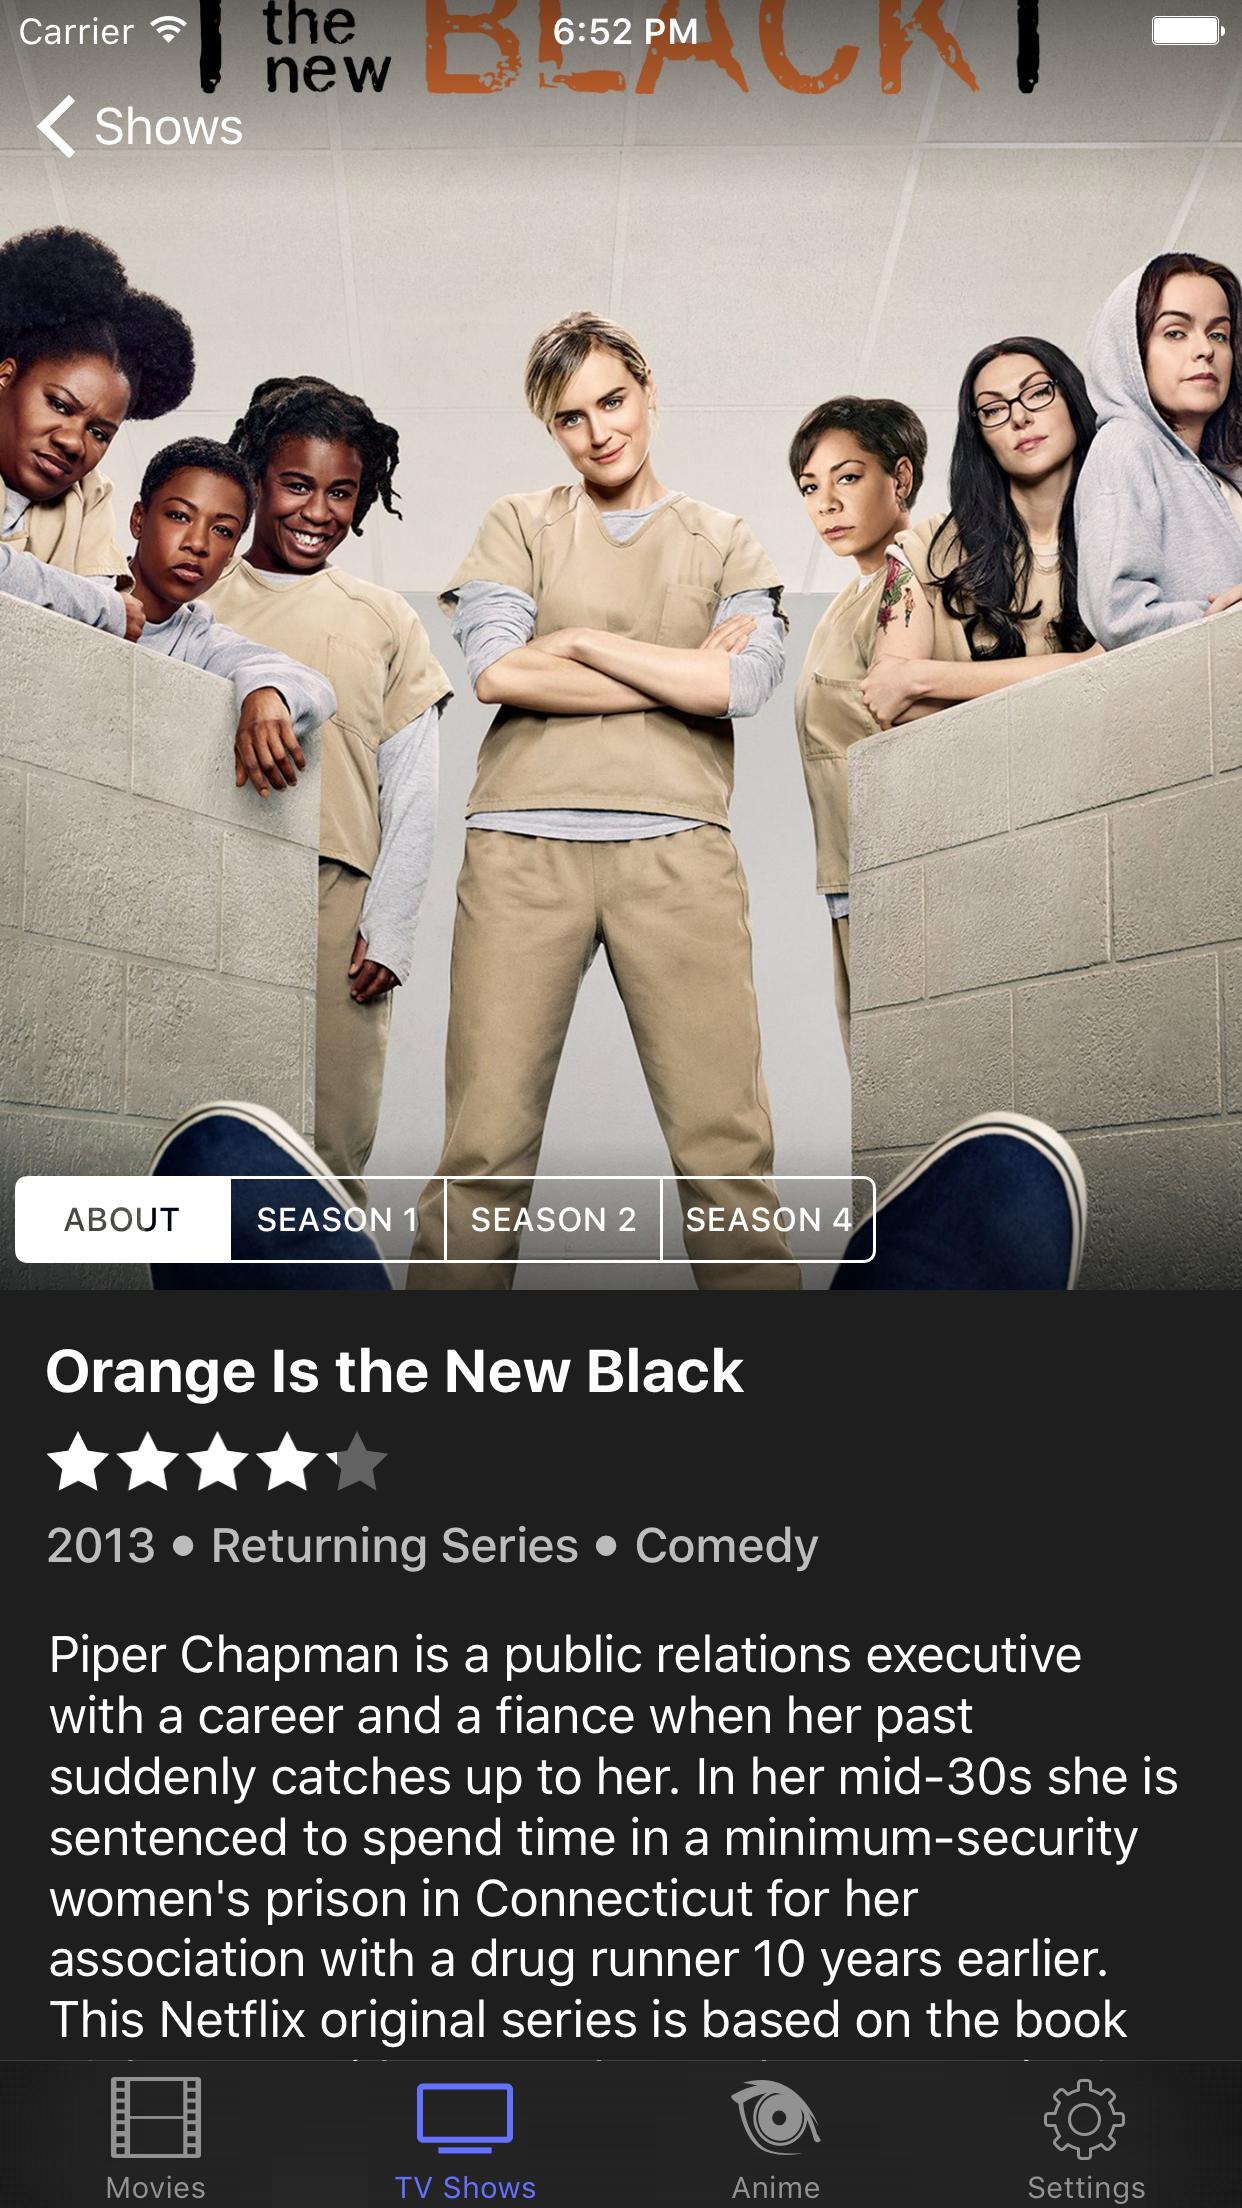 Carrier 6:52 PM
the
new BLACK
Shows
ABOUT SEASON 1 SEASON 2 SEASON 4
Orange Is the New Black
2013 • Returning Series • Comedy
Piper Chapman is a public relations executive
with a career and a fiance when her past
suddenly catches up to her. In her mid-30s she is
sentenced to spend time in a minimum-security
women's prison in Connecticut for her
association with a drug runner 10 years earlier.
This Netflix original series is based on the book
Movies TV Shows Anime Settings